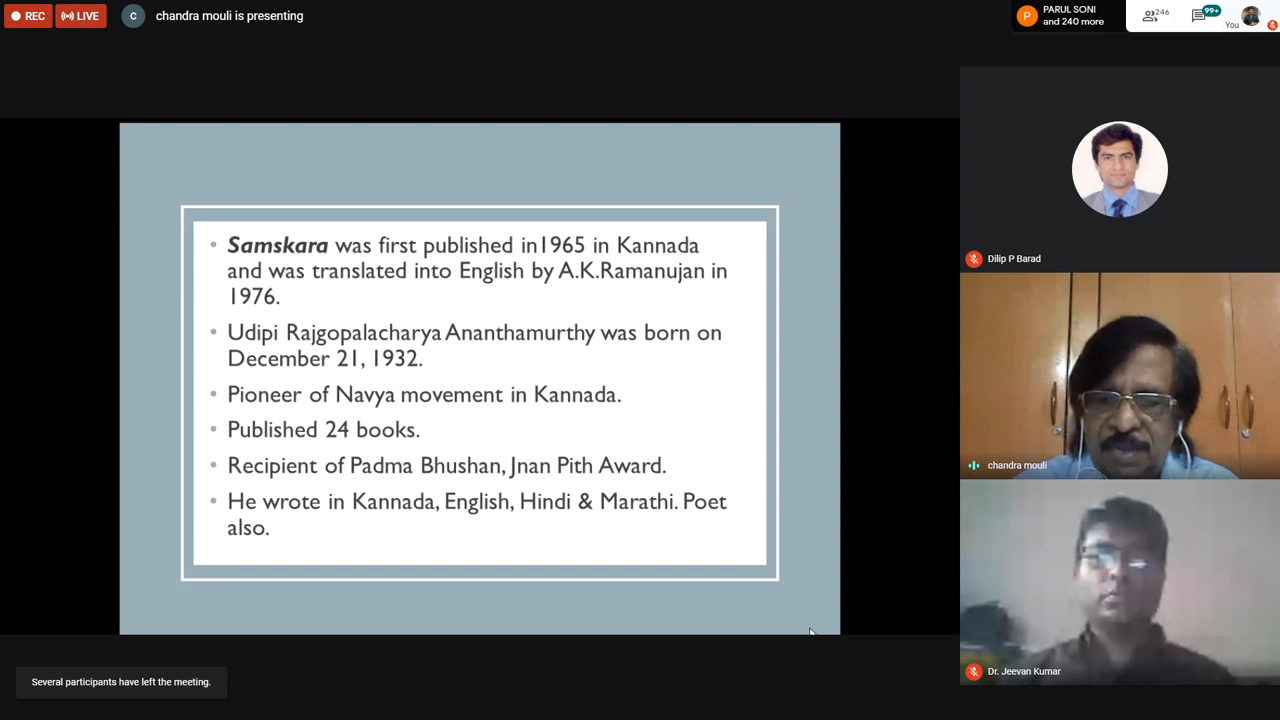 REC
LIVE
C
chandra mouli is presenting
P
PARUL SONI
and 240 more
246
99+
You
Samskara was first published in1965 in Kannada
and was translated into English by A.K.Ramanujan in
1976.
Udipi Rajgopalacharya Ananthamurthy was born on
December 21, 1932.
Pioneer of Navya movement in Kannada.
Published 24 books.
Recipient of Padma Bhushan, Jnan Pith Award.
He wrote in Kannada, English, Hindi & Marathi. Poet
also.
Dilip P Barad
chandra mouli
Dr. Jeevan Kumar
Several participants have left the meeting.